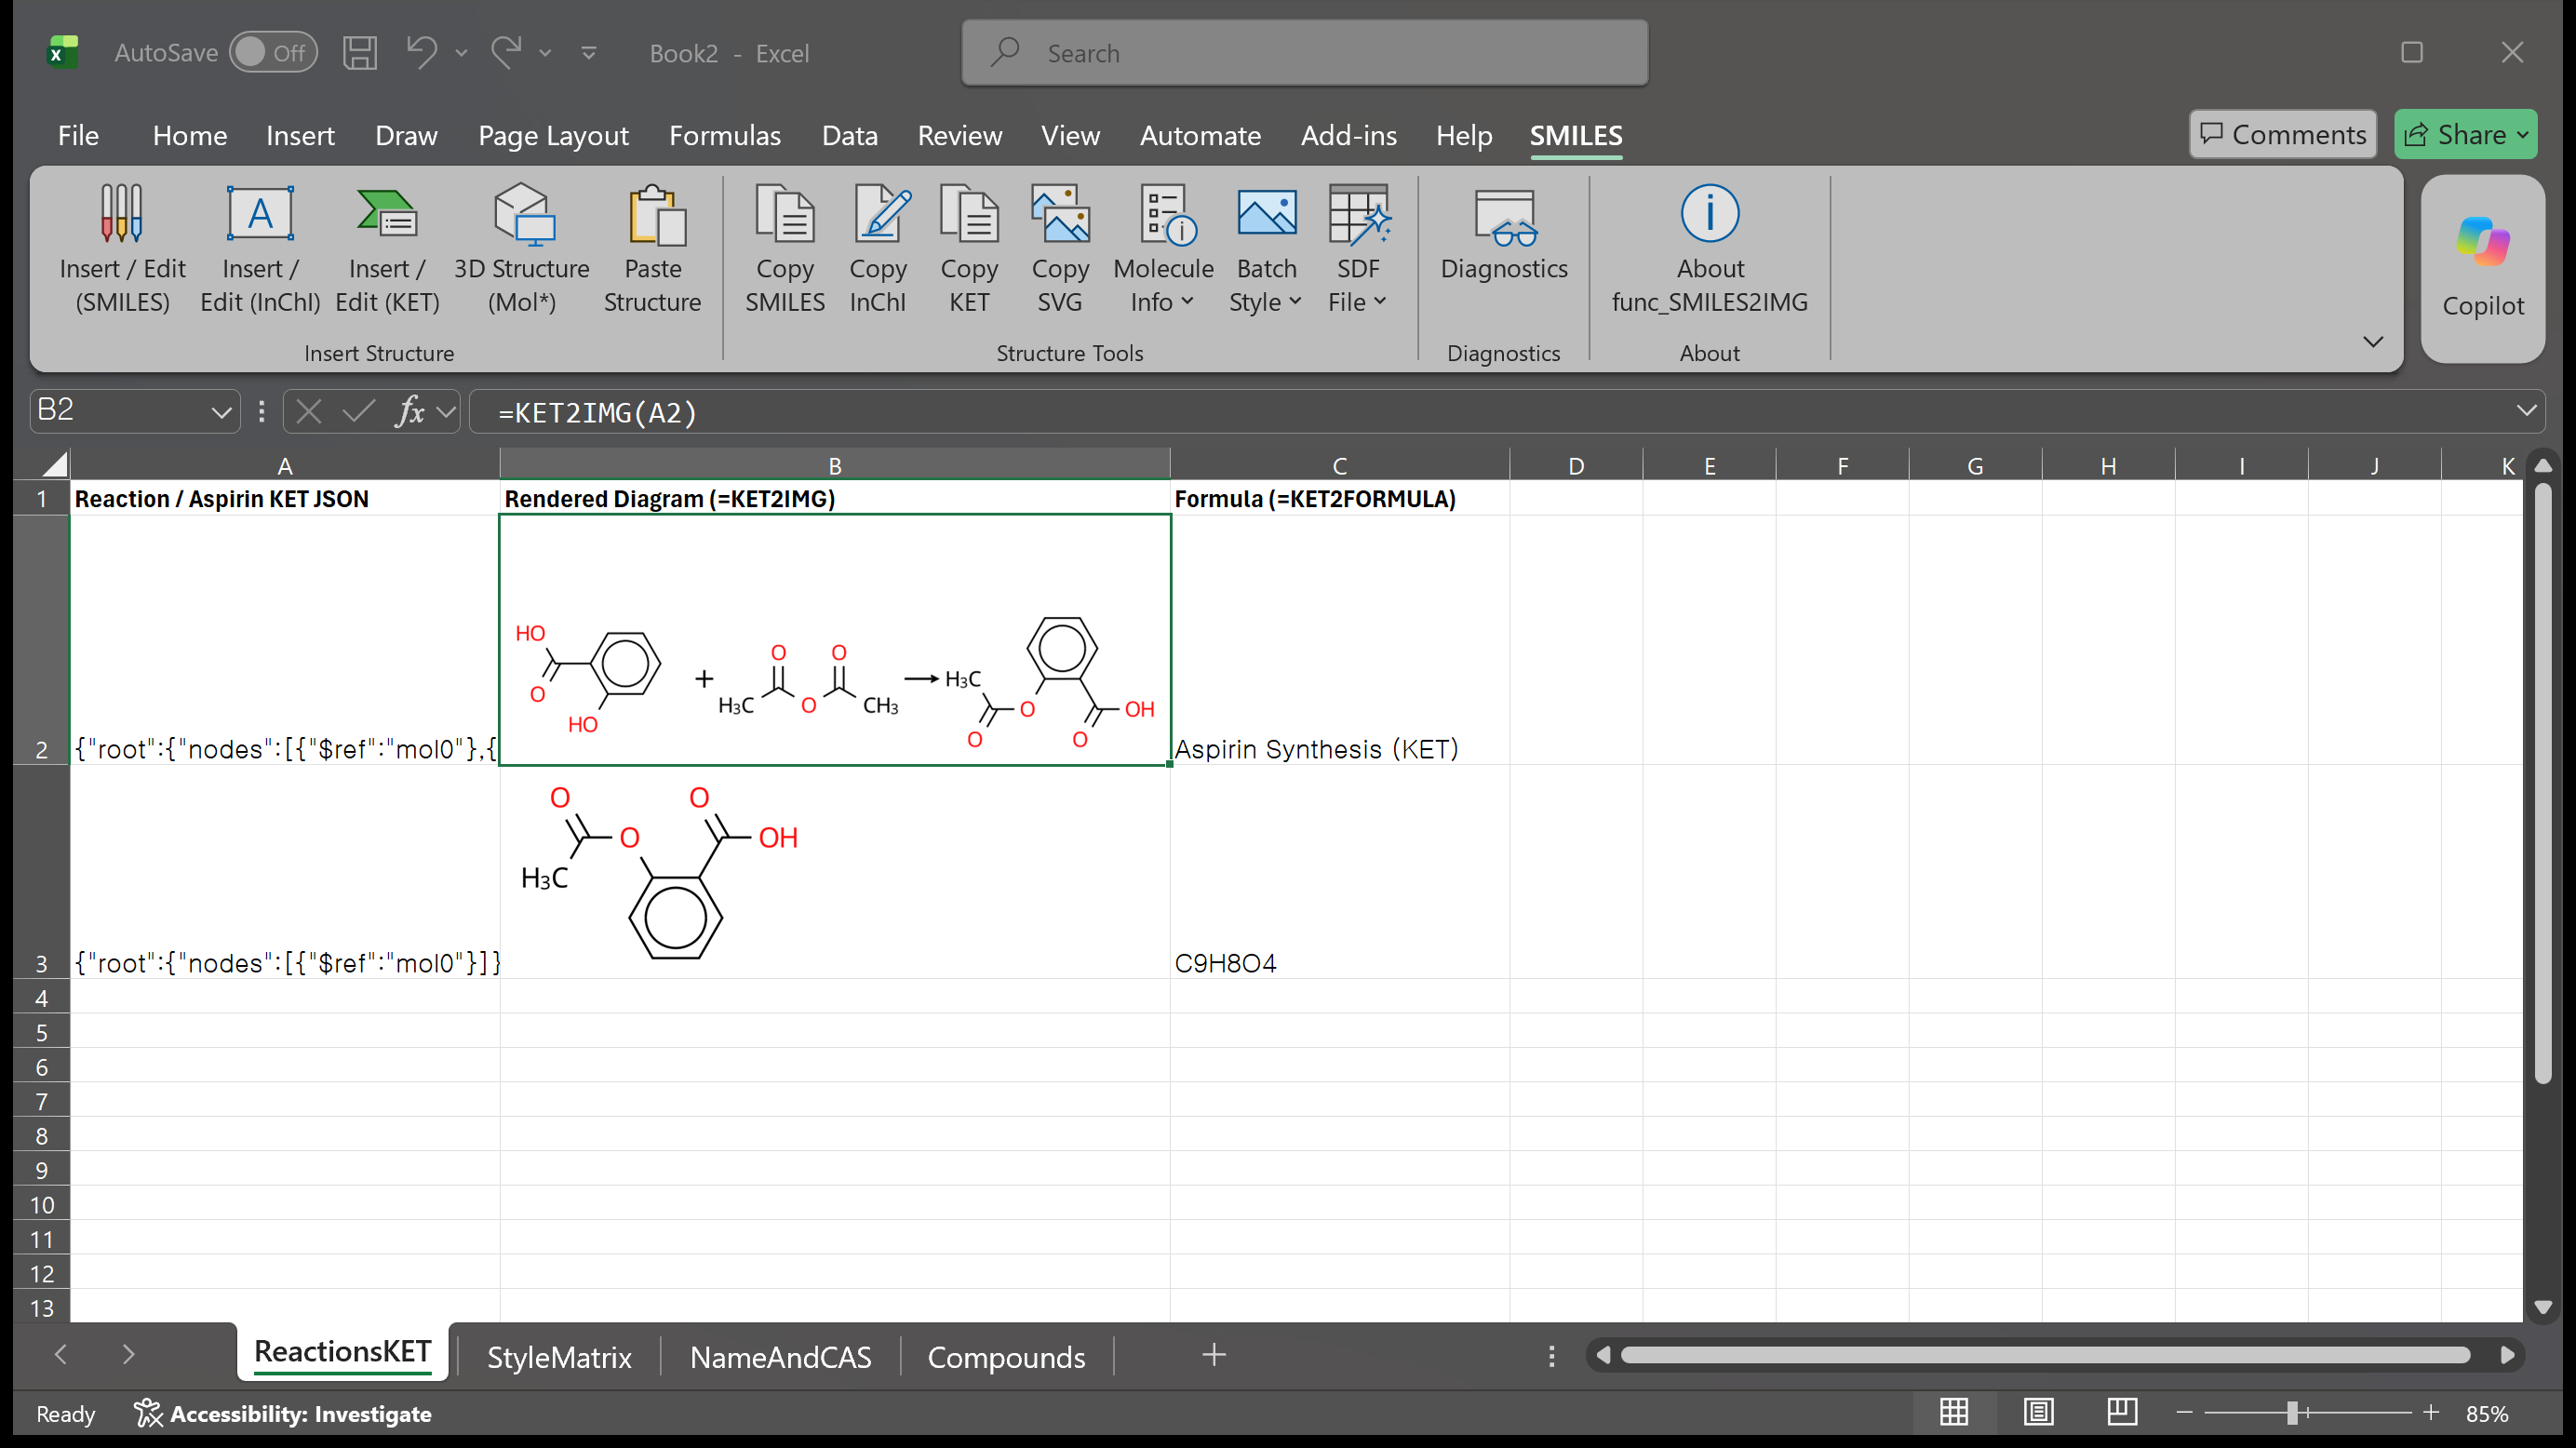 AutoSave Off Book2 - Excel Search
File Home Insert Draw Page Layout Formulas Data Review View Automate Add-ins Help SMILES Comments Share
Insert / Edit (SMILES)
Insert / Edit (InChI)
Insert / Edit (KET)
3D Structure (Mol*)
Paste Structure
Copy SMILES
Copy InChI
Copy KET
Copy SVG
Molecule Info
Batch Style
SDF File
Diagnostics
About func_SMILES2IMG
Copilot
Insert Structure
Structure Tools
Diagnostics
About
B2 fx =KET2IMG(A2)
A B C D E F G H I J K
1 Reaction / Aspirin KET JSON Rendered Diagram (=KET2IMG) Formula (=KET2FORMULA)
HO O HO + H₃C O O O CH₃ H₃C O O O OH
2 {"root":{"nodes":[{"$ref":"mol0"},{ Aspirin Synthesis (KET)
O O
O OH
H₃C
3 {"root":{"nodes":[{"$ref":"mol0"}]} C9H8O4
4
5
6
7
8
9
10
11
12
13
ReactionsKET StyleMatrix NameAndCAS Compounds
Ready Accessibility: Investigate 85%